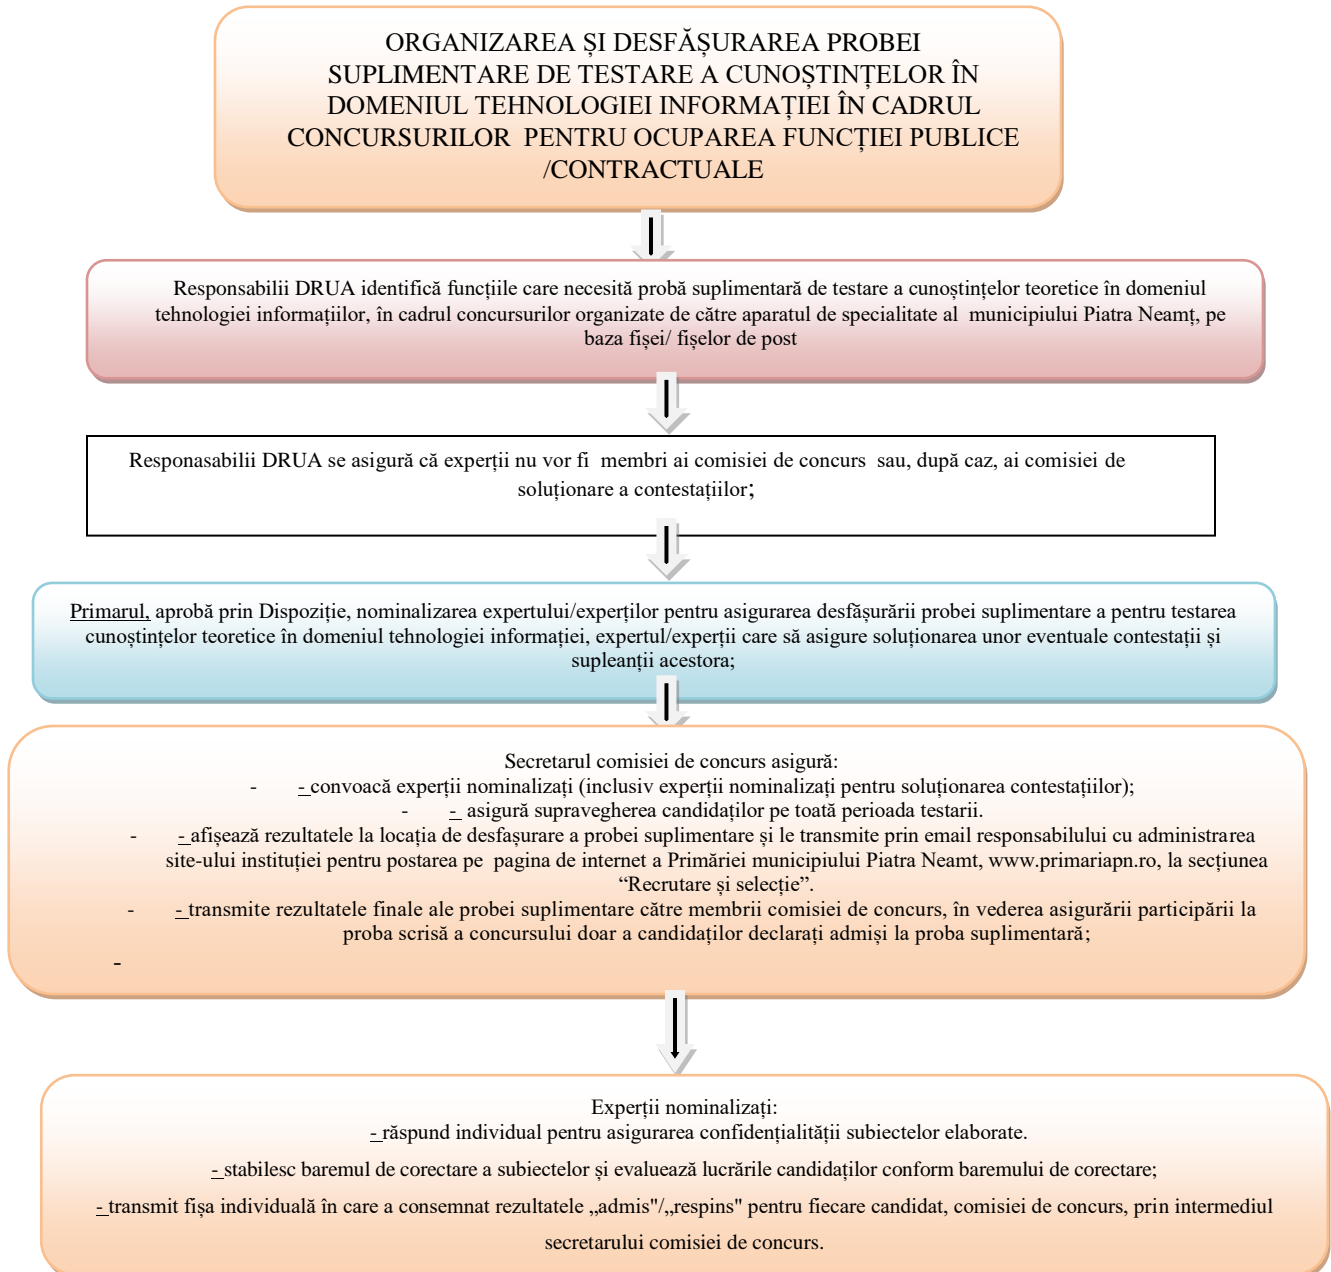 ORGANIZAREA ȘI DESFĂȘURAREA PROBEI
SUPLIMENTARE DE TESTARE A CUNOȘTINȚELOR ÎN
DOMENIUL TEHNOLOGIEI INFORMAȚIEI ÎN CADRUL
CONCURSURILOR PENTRU OCUPAREA FUNCȚIEI PUBLICE
/CONTRACTUALE
Responsabilii DRUA identifică funcțiile care necesită probă suplimentară de testare a cunoștințelor teoretice în domeniul
tehnologiei informațiilor, în cadrul concursurilor organizate de către aparatul de specialitate al municipiului Piatra Neamț, pe
baza fișei/ fișelor de post
Responasabilii DRUA se asigură că experții nu vor fi membri ai comisiei de concurs sau, după caz, ai comisiei de
soluționare a contestațiilor;
Primarul, aprobă prin Dispoziție, nominalizarea expertului/experților pentru asigurarea desfășurării probei suplimentare a pentru testarea
cunoștințelor teoretice în domeniul tehnologiei informației, expertul/experții care să asigure soluționarea unor eventuale contestații și
supleanții acestora;
Secretarul comisiei de concurs asigură:
- - convoacă experții nominalizați (inclusiv experții nominalizați pentru soluționarea contestațiilor);
- - asigură supravegherea candidaților pe toată perioada testarii.
- - afișează rezultatele la locația de desfașurare a probei suplimentare și le transmite prin email responsabilului cu administrarea
site-ului instituției pentru postarea pe pagina de internet a Primăriei municipiului Piatra Neamt, www.primariapn.ro, la secțiunea
“Recrutare și selecție”.
- - transmite rezultatele finale ale probei suplimentare către membrii comisiei de concurs, în vederea asigurării participării la
proba scrisă a concursului doar a candidaților declarați admiși la proba suplimentară;
-
Experții nominalizați:
- răspund individual pentru asigurarea confidențialității subiectelor elaborate.
- stabilesc baremul de corectare a subiectelor și evaluează lucrările candidaților conform baremului de corectare;
- transmit fișa individuală în care a consemnat rezultatele „admis"/„respins" pentru fiecare candidat, comisiei de concurs, prin intermediul
secretarului comisiei de concurs.